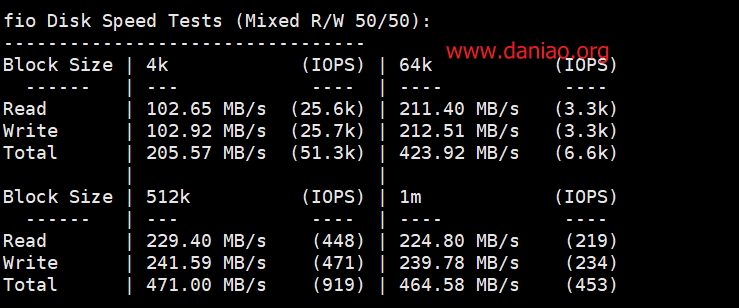 fio Disk Speed Tests (Mixed R/W 50/50):
---------------------------------
www.daniao.org
Block Size | 4k            (IOPS) | 64k           (IOPS)
  ------   | ---            ----  | ----           ----
Read       | 102.65 MB/s  (25.6k) | 211.40 MB/s   (3.3k)
Write      | 102.92 MB/s  (25.7k) | 212.51 MB/s   (3.3k)
Total      | 205.57 MB/s  (51.3k) | 423.92 MB/s   (6.6k)
           |                      |
Block Size | 512k          (IOPS) | 1m            (IOPS)
  ------   | ---            ----  | ----           ----
Read       | 229.40 MB/s    (448) | 224.80 MB/s    (219)
Write      | 241.59 MB/s    (471) | 239.78 MB/s    (234)
Total      | 471.00 MB/s    (919) | 464.58 MB/s    (453)